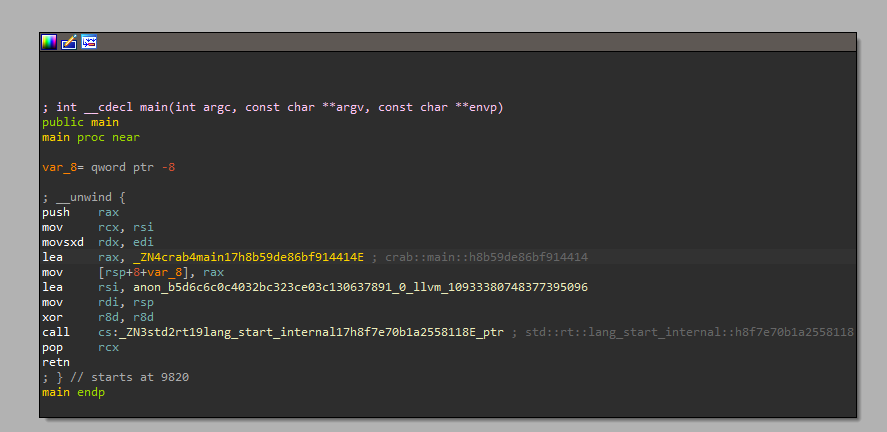 ; int __cdecl main(int argc, const char **argv, const char **envp)
public main
main proc near
var_8= qword ptr -8
; __unwind {
push rax
mov rcx, rsi
movsxd rdx, edi
lea rax, _ZN4crab4main17h8b59de86bf914414E ; crab::main::h8b59de86bf914414
mov [rsp+8+var_8], rax
lea rsi, anon_b5d6c6c0c4032bc323ce03c130637891_0_llvm_10933380748377395096
mov rdi, rsp
xor r8d, r8d
call cs:_ZN3std2rt19lang_start_internal17h8f7e70b1a2558118E_ptr ; std::rt::lang_start_internal::h8f7e70b1a2558118
pop rcx
retn
; } // starts at 9820
main endp